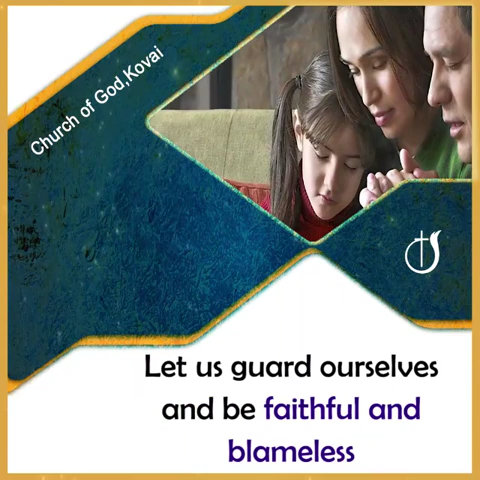 Church of God,Kovai
Let us guard ourselves
and be faithful and
blameless